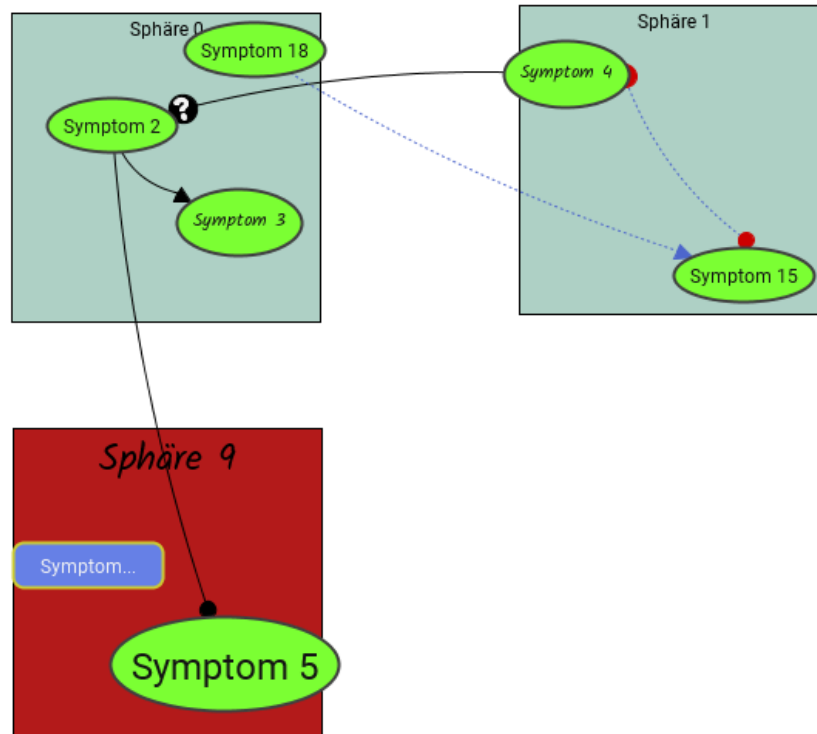 Sphäre 0
Symptom 18
?
Symptom 2
Symptom 3
Sphäre 1
Symptom 4
Symptom 15
Sphäre 9
Symptom...
Symptom 5